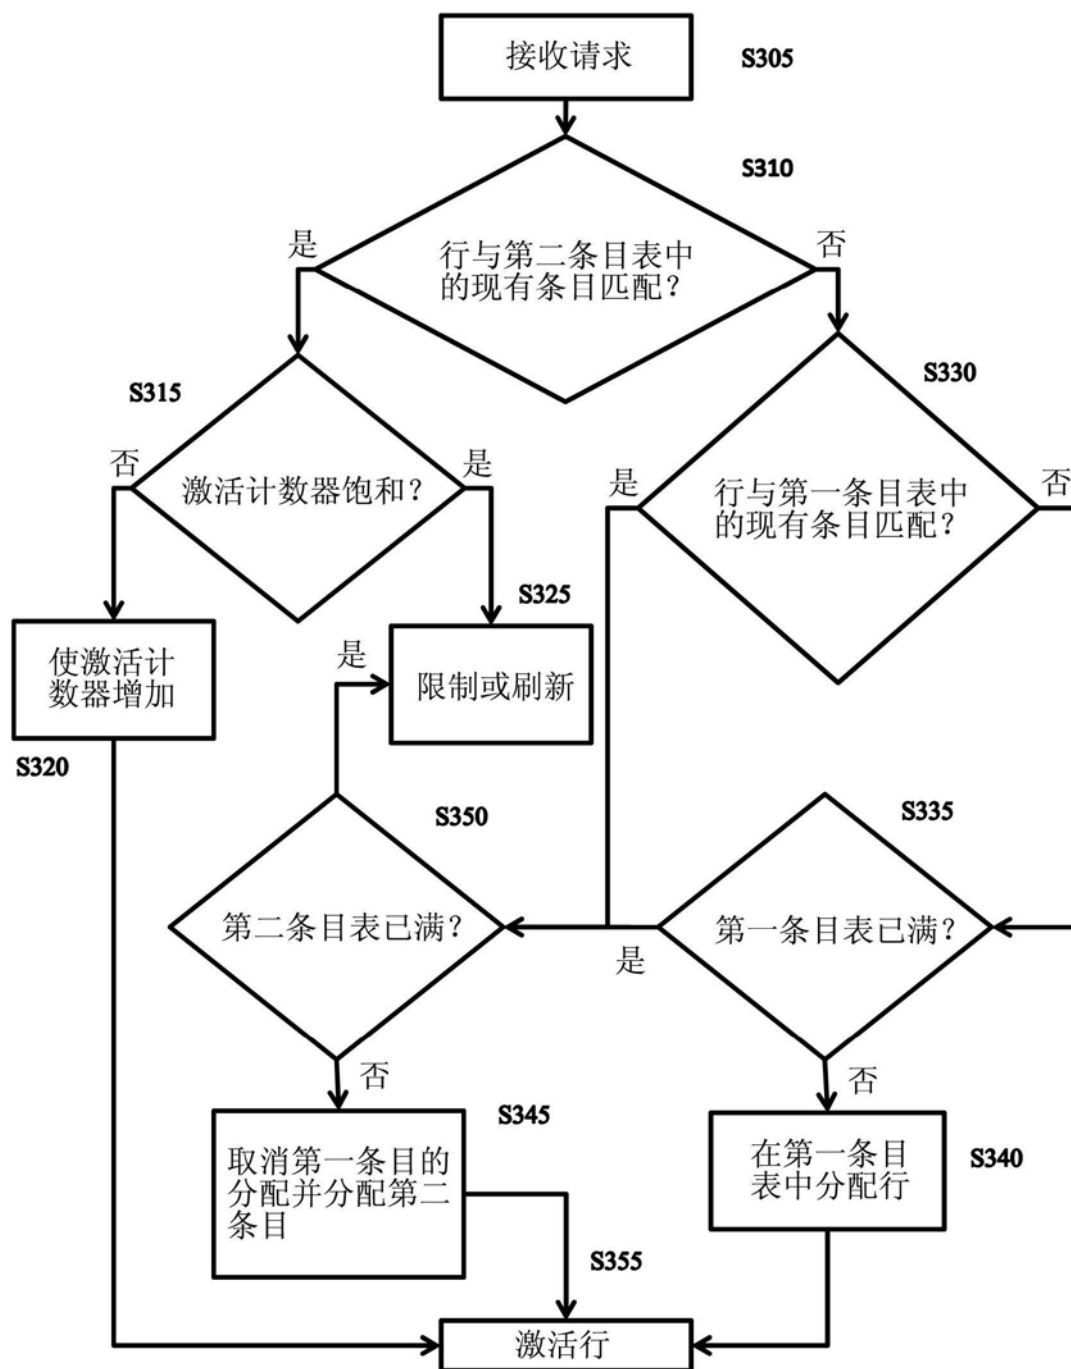 接收请求
S305
S310
是
行与第二条目表中
的现有条目匹配？
否
S315
S330
否
激活计数器饱和？
是
是
行与第一条目表中
的现有条目匹配？
否
S325
使激活计
数器增加
是
限制或刷新
S320
S350
S335
第二条目表已满？
是
第一条目表已满？
否
否
S345
取消第一条目的
分配并分配第二
条目
在第一条目
表中分配行
S340
S355
激活行